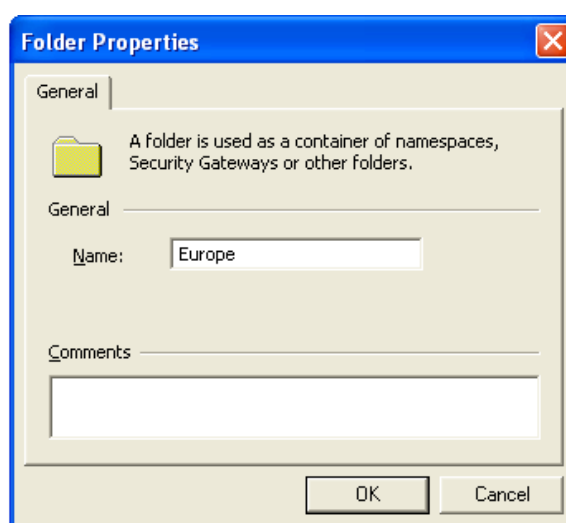 Folder Properties
General
A folder is used as a container of namespaces,
Security Gateways or other folders.
General
Name:
Europe
Comments
OK
Cancel